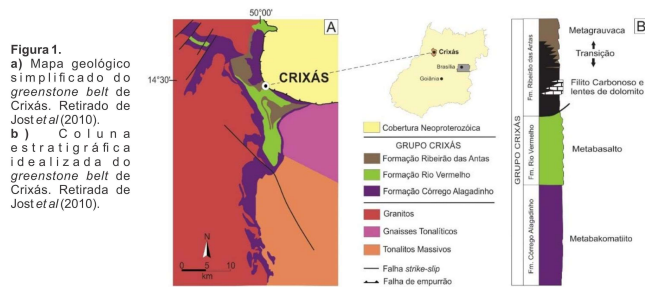 Figura 1.
a) Mapa geológico
simplificado do
greenstone belt de
Crixás. Retirado de
Jost et al (2010).
b) Coluna
estratigráfica
idealizada do
greenstone belt de
Crixás. Retirada de
Jost et al (2010).
50°00'
A
14°30'
CRIXÁS
N
0 5 10
km
Crixás
Brasília
Goiânia
Cobertura Neoproterozóica
GRUPO CRIXÁS
Formação Ribeirão das Antas
Formação Rio Vermelho
Formação Córrego Alagadinho
Granitos
Gnaisses Tonalíticos
Tonalitos Massivos
Falha strike-slip
Falha de empurrão
B
GRUPO CRIXÁS
Fm. Ribeirão das Antas
Fm. Rio Vermelho
Fm. Córrego Alagadinho
Metagrauvaca
Transição
Filito Carbonoso e
lentes de dolomito
Metabasalto
Metabakomatiito